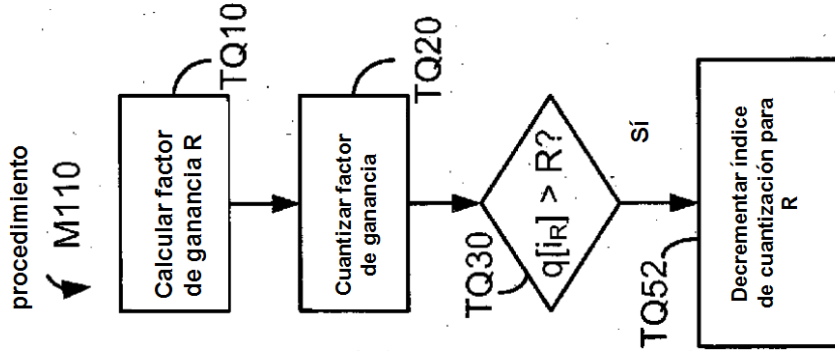 procedimiento
M110
TQ10
Calcular factor
de ganancia R
TQ20
Cuantizar factor
de ganancia
TQ30
q[iR] > R?
sí
TQ52
Decrementar índice
de cuantización para
R